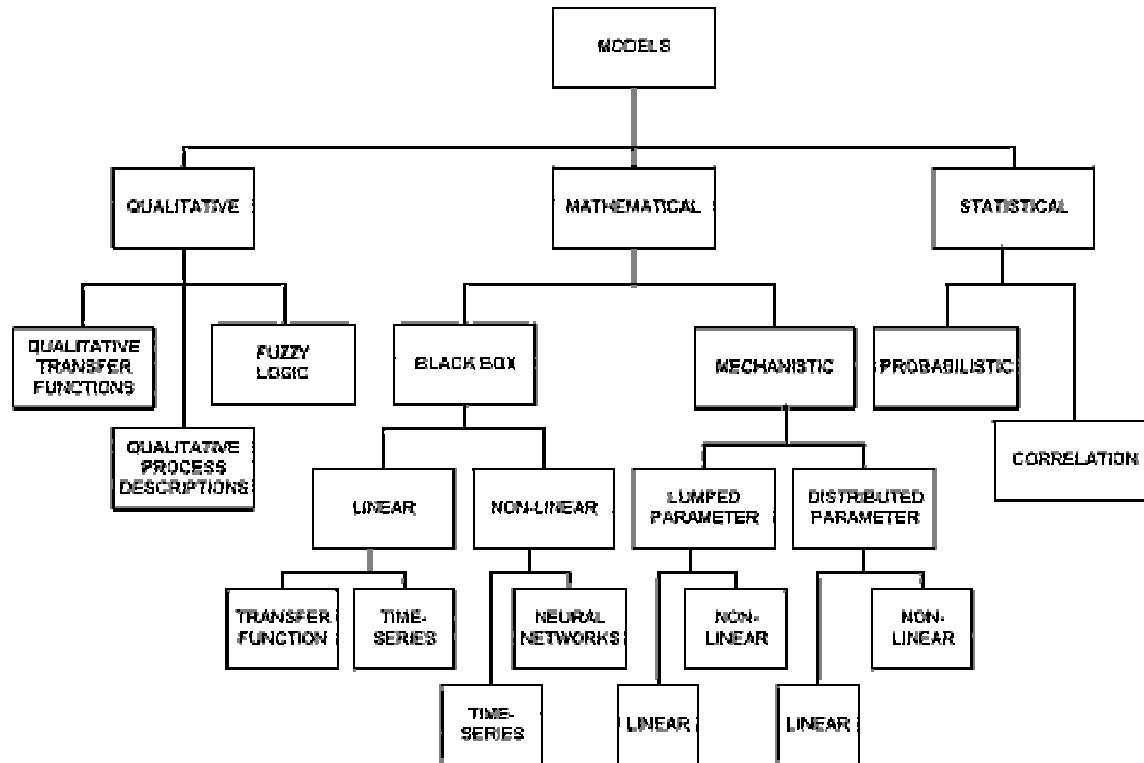 MODELS
QUALITATIVE
MATHEMATICAL
STATISTICAL
QUALITATIVE
TRANSFER
FUNCTIONS
FUZZY
LOGIC
BLACK BOX
MECHANISTIC
PROBABILISTIC
QUALITATIVE
PROCESS
DESCRIPTIONS
CORRELATION
LINEAR
NON-LINEAR
LUMPED
PARAMETER
DISTRIBUTED
PARAMETER
TRANSFER
FUNCTION
TIME-
SERIES
NEURAL
NETWORKS
NON-
LINEAR
NON-
LINEAR
TIME-
SERIES
LINEAR
LINEAR